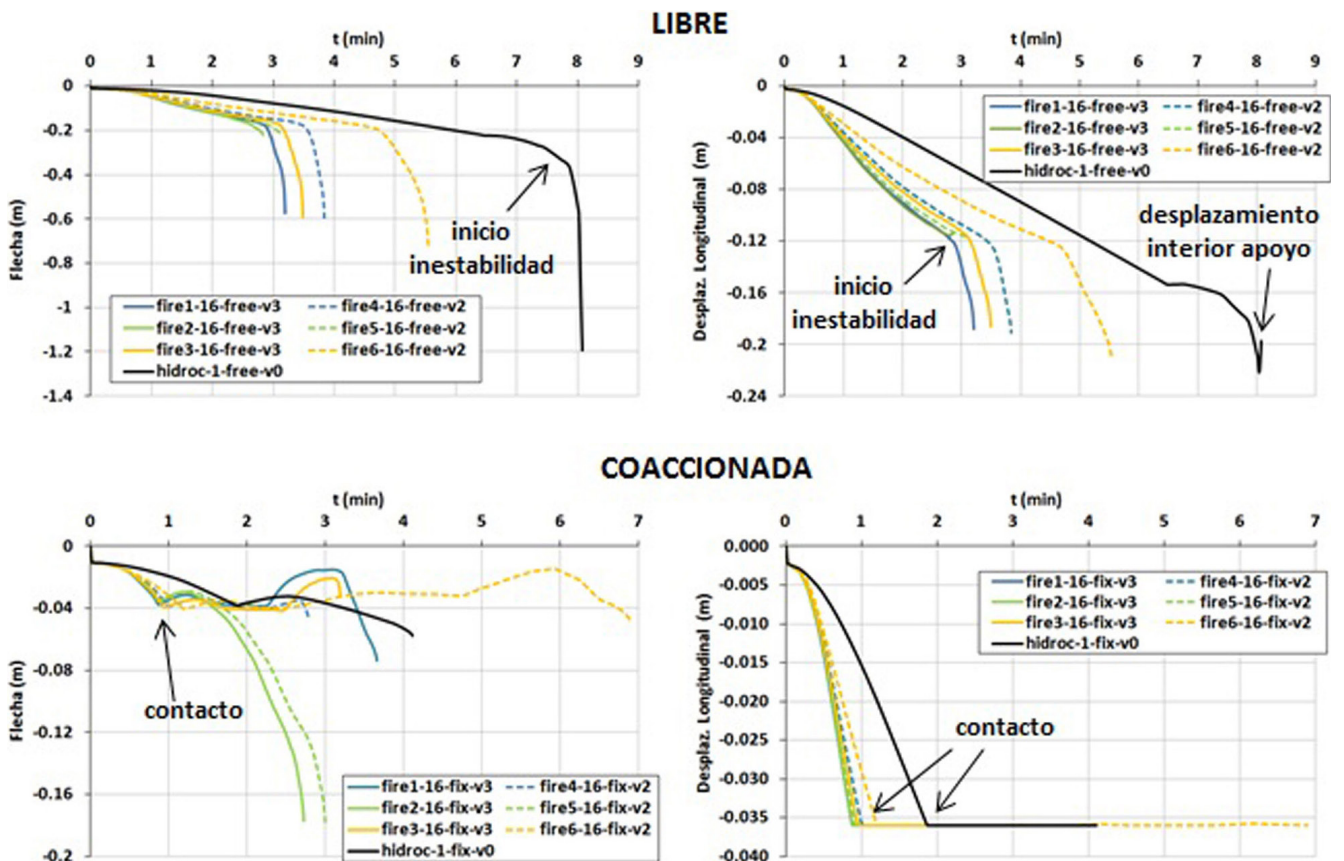 LIBRE
t (min)
0 1 2 3 4 5 6 7 8 9
0
-0.2
-0.4
-0.6
-0.8
-1
-1.2
-1.4
Flecha (m)
inicio
inestabilidad
fire1-16-free-v3 fire4-16-free-v2
fire2-16-free-v3 fire5-16-free-v2
fire3-16-free-v3 fire6-16-free-v2
hidroc-1-free-v0
t (min)
0 1 2 3 4 5 6 7 8 9
0
-0.04
-0.08
-0.12
-0.16
-0.2
-0.24
Desplaz. Longitudinal (m)
fire1-16-free-v3 fire4-16-free-v2
fire2-16-free-v3 fire5-16-free-v2
fire3-16-free-v3 fire6-16-free-v2
hidroc-1-free-v0
desplazamiento
interior apoyo
inicio
inestabilidad
COACCIONADA
t (min)
0 1 2 3 4 5 6 7
0
-0.04
-0.08
-0.12
-0.16
-0.2
Flecha (m)
contacto
fire1-16-fix-v3 fire4-16-fix-v2
fire2-16-fix-v3 fire5-16-fix-v2
fire3-16-fix-v3 fire6-16-fix-v2
hidroc-1-fix-v0
t (min)
0 1 2 3 4 5 6 7
0.000
-0.005
-0.010
-0.015
-0.020
-0.025
-0.030
-0.035
-0.040
Desplaz. Longitudinal (m)
fire1-16-fix-v3 fire4-16-fix-v2
fire2-16-fix-v3 fire5-16-fix-v2
fire3-16-fix-v3 fire6-16-fix-v2
hidroc-1-fix-v0
contacto